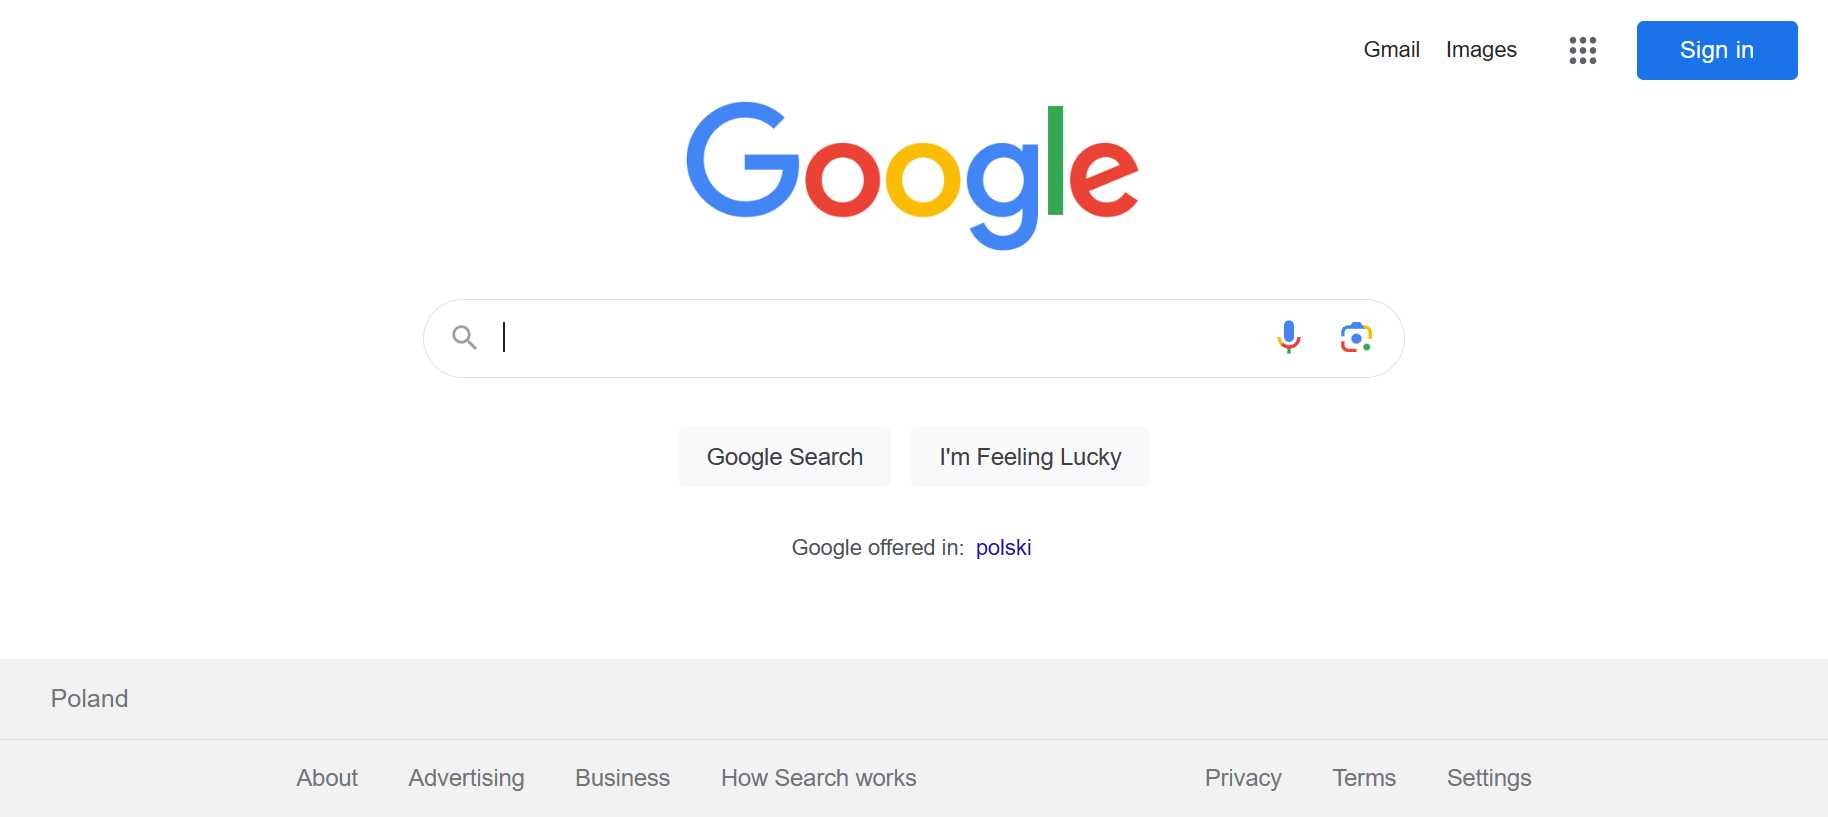 Gmail Images Sign in
Google
Google Search I'm Feeling Lucky
Google offered in: polski
Poland
About Advertising Business How Search works Privacy Terms Settings